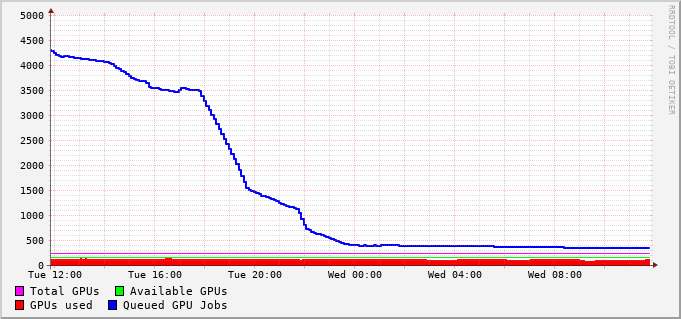 5000
4500
4000
3500
3000
2500
2000
1500
1000
500
0
Tue 12:00 Tue 16:00 Tue 20:00 Wed 00:00 Wed 04:00 Wed 08:00
Total GPUs Available GPUs
GPUs used Queued GPU Jobs
RRDTOOL / TOBI OETIKER